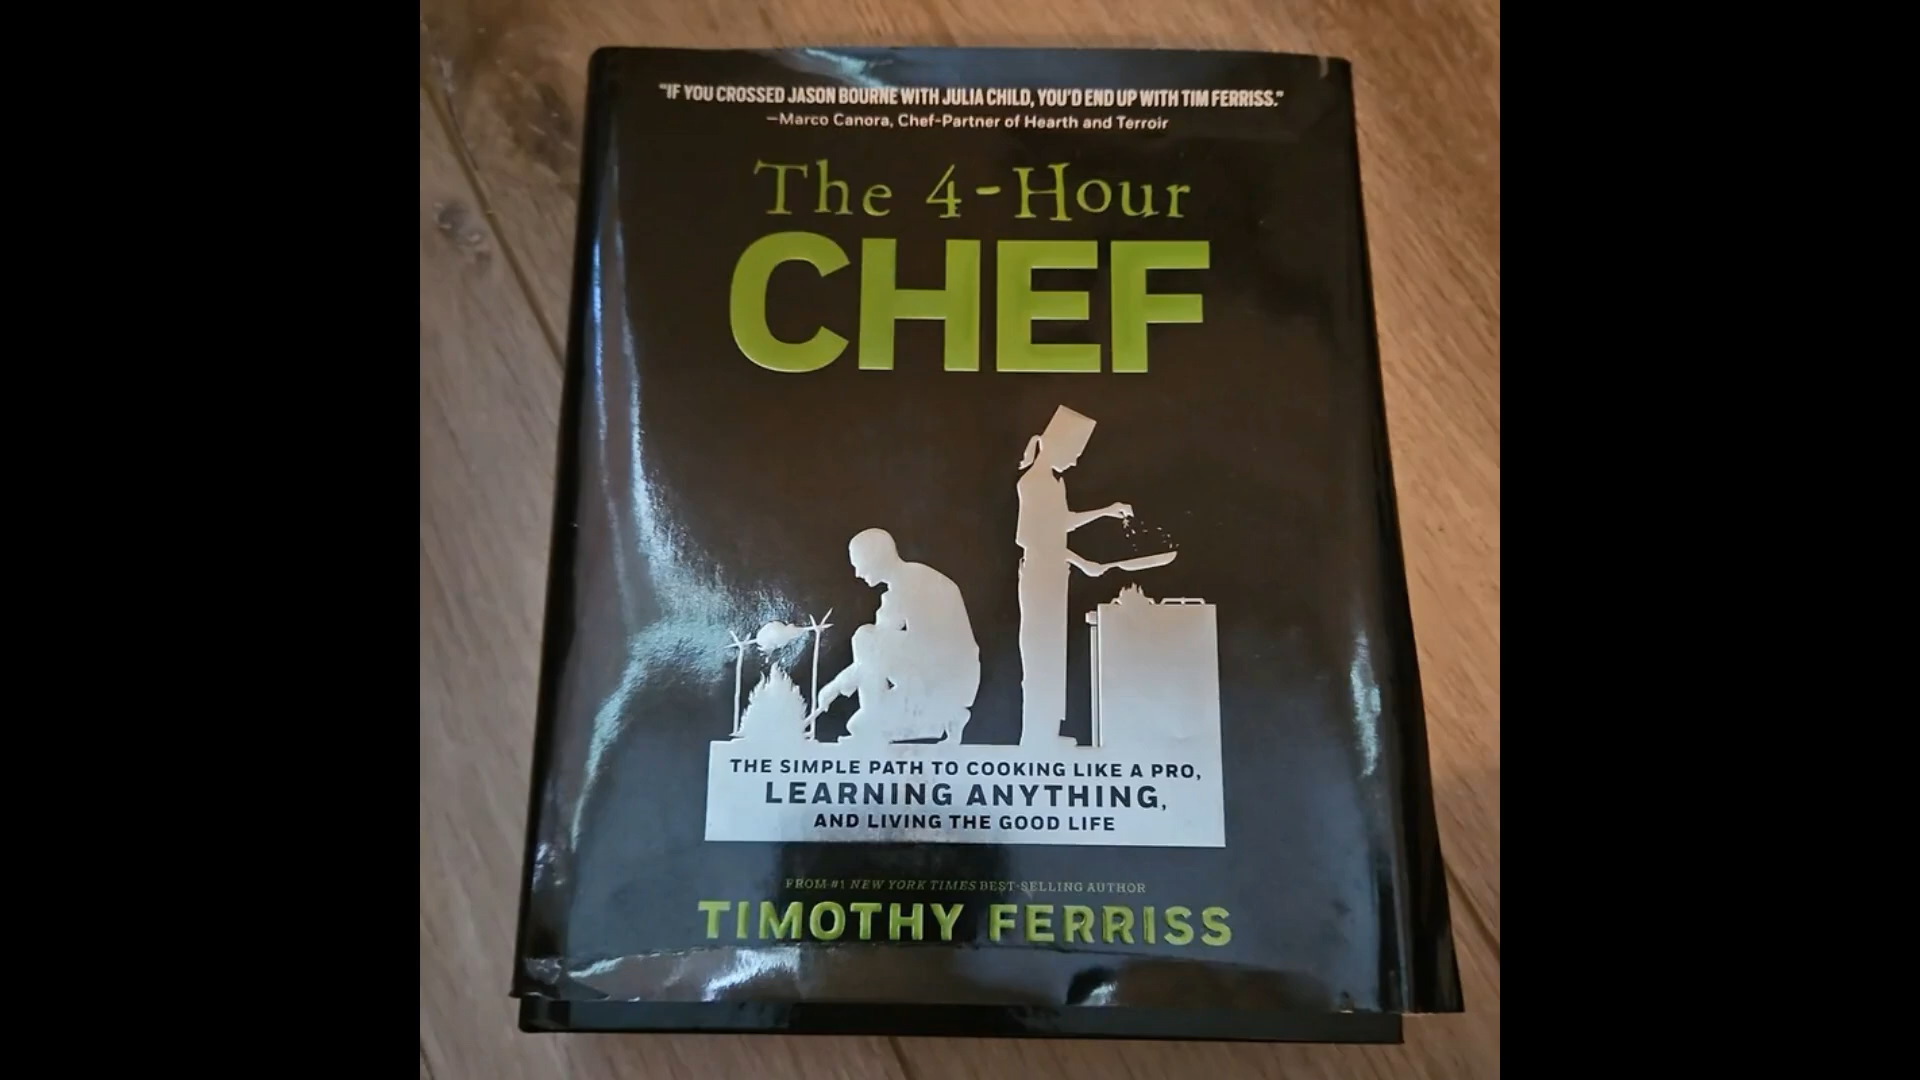 "IF YOU CROSSED JASON BOURNE WITH JULIA CHILD, YOU'D END UP WITH TIM FERRISS."
—Marco Canora, Chef-Partner of Hearth and Terroir
The 4-Hour
CHEF
THE SIMPLE PATH TO COOKING LIKE A PRO,
LEARNING ANYTHING,
AND LIVING THE GOOD LIFE
FROM #1 NEW YORK TIMES BEST-SELLING AUTHOR
TIMOTHY FERRISS